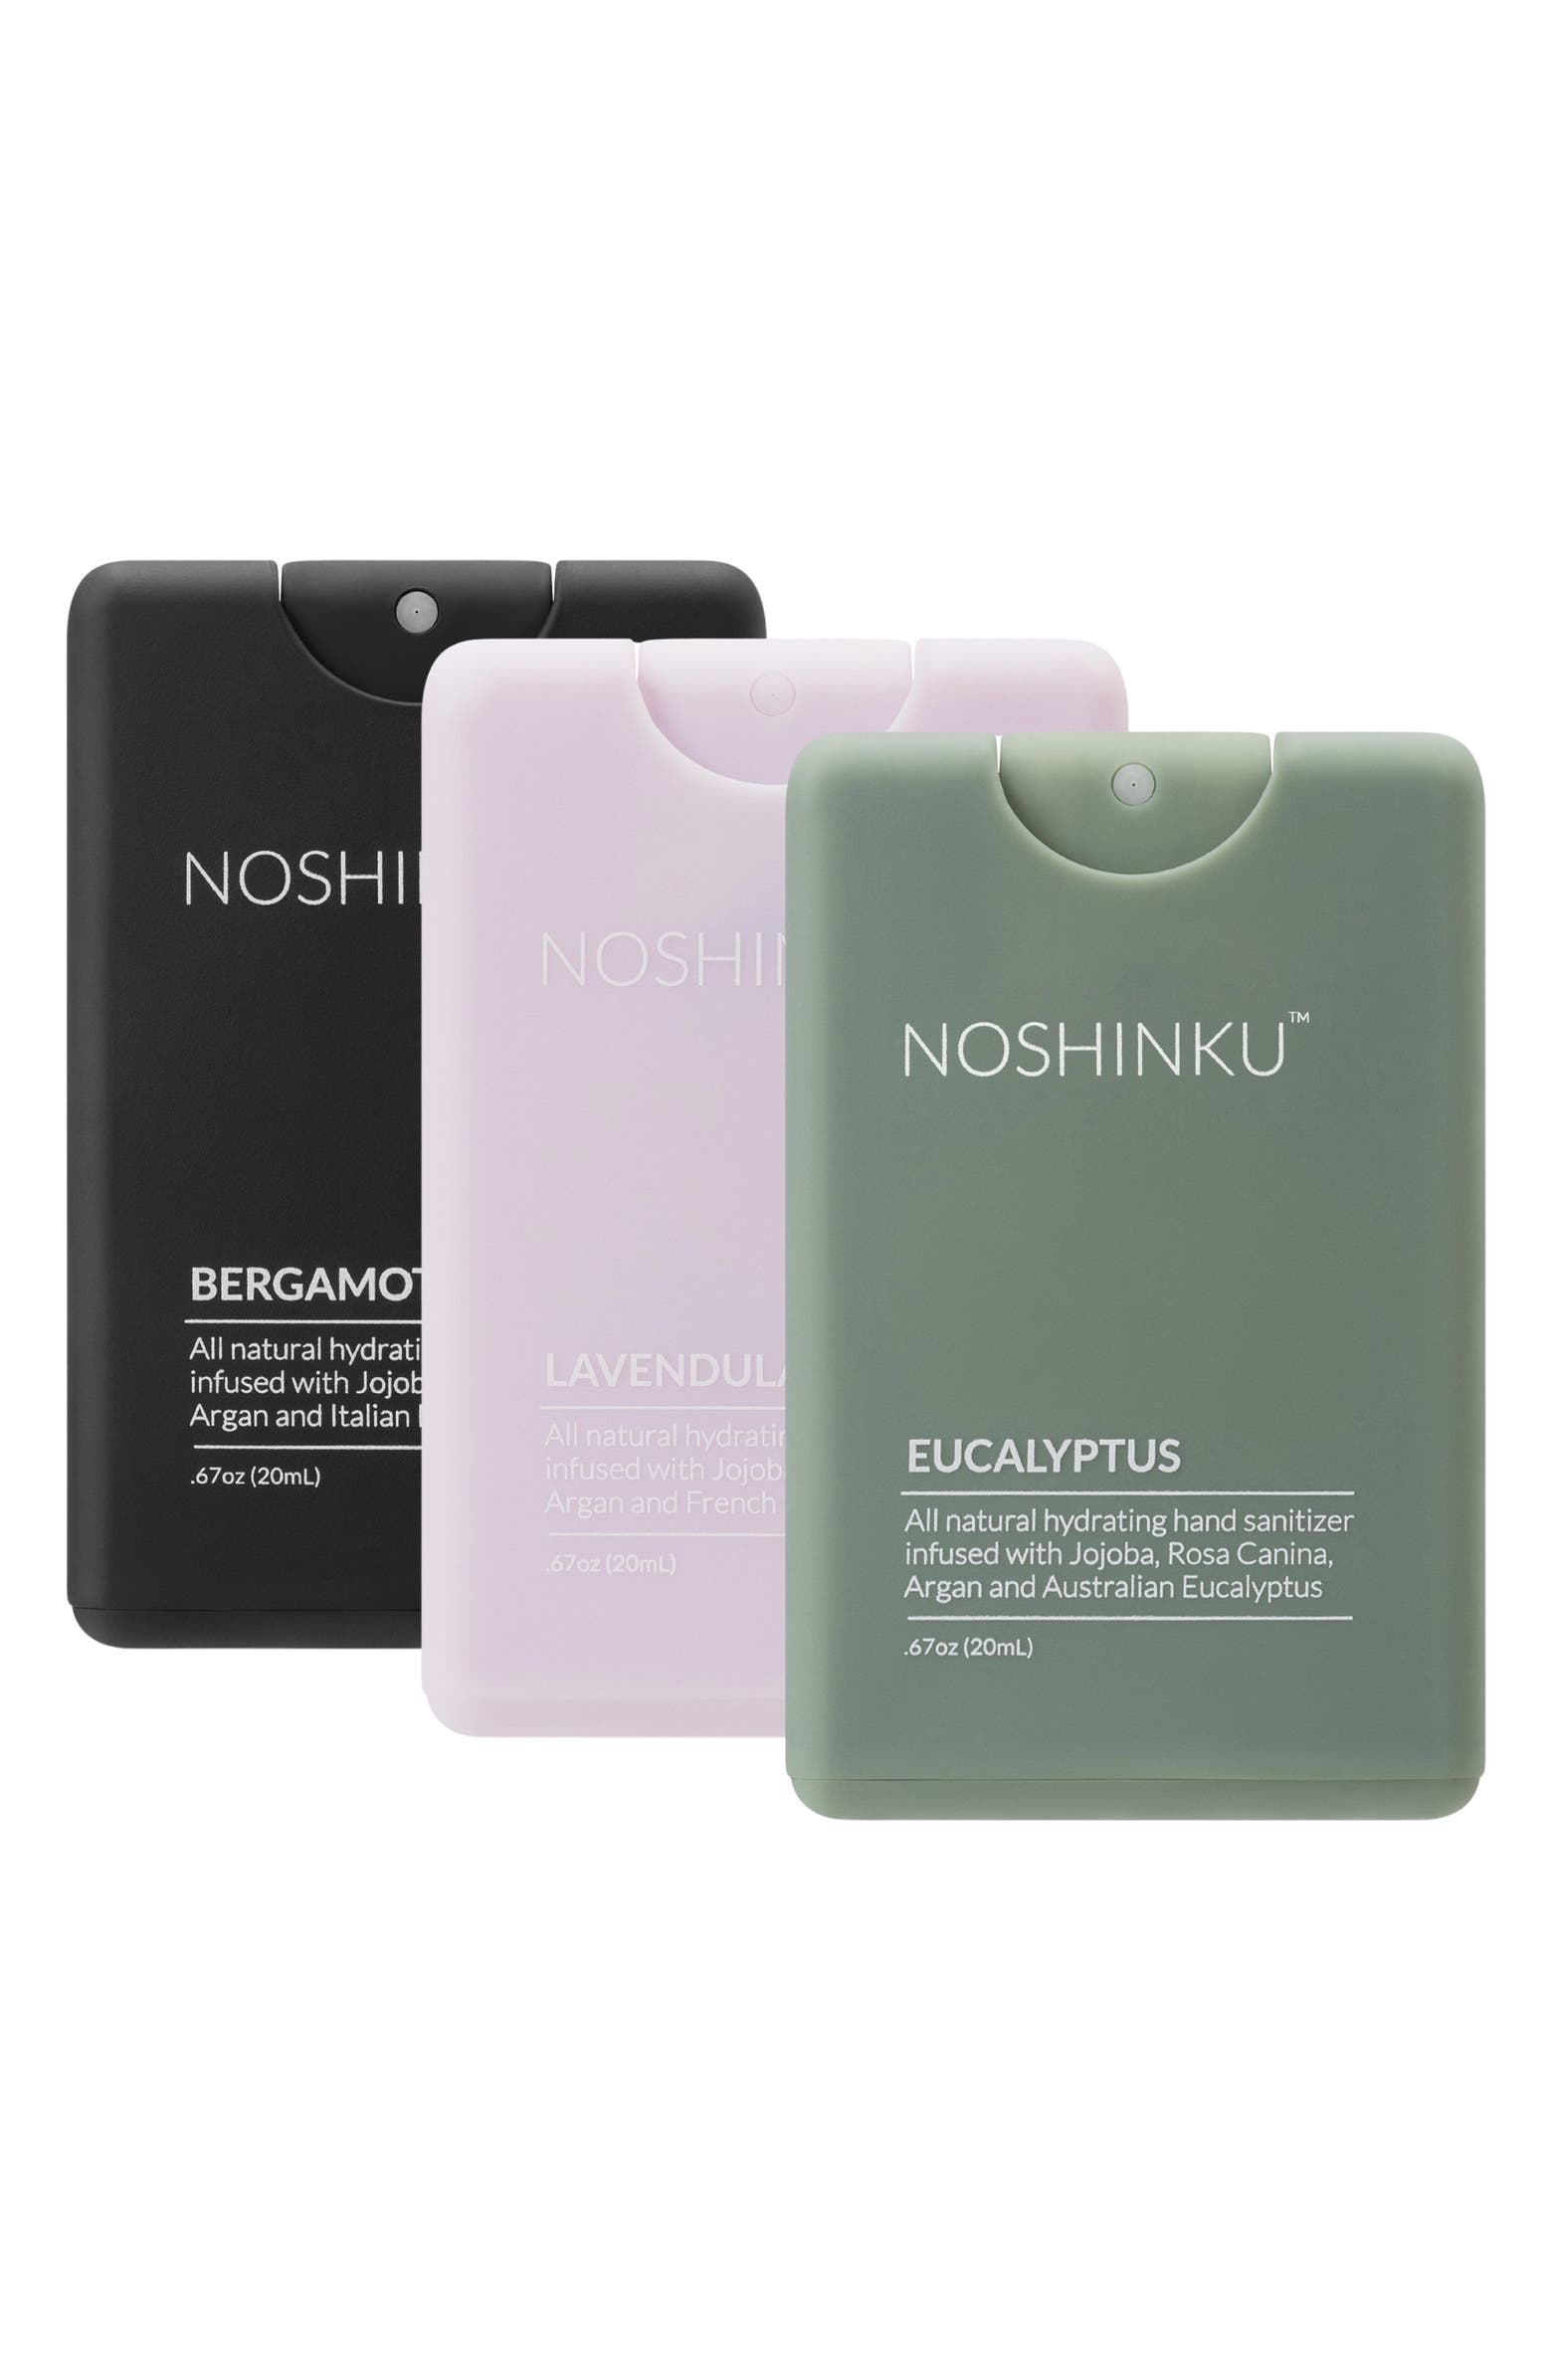 NOSHI
BERGAMOT
All natural hydrati
infused with Jojob
Argan and Italian
.67oz (20mL)
NOSHIN
LAVENDULA
All natural hydratin
infused with Jojob
Argan and French
.67oz (20mL)
NOSHINKU™
EUCALYPTUS
All natural hydrating hand sanitizer
infused with Jojoba, Rosa Canina,
Argan and Australian Eucalyptus
.67oz (20mL)